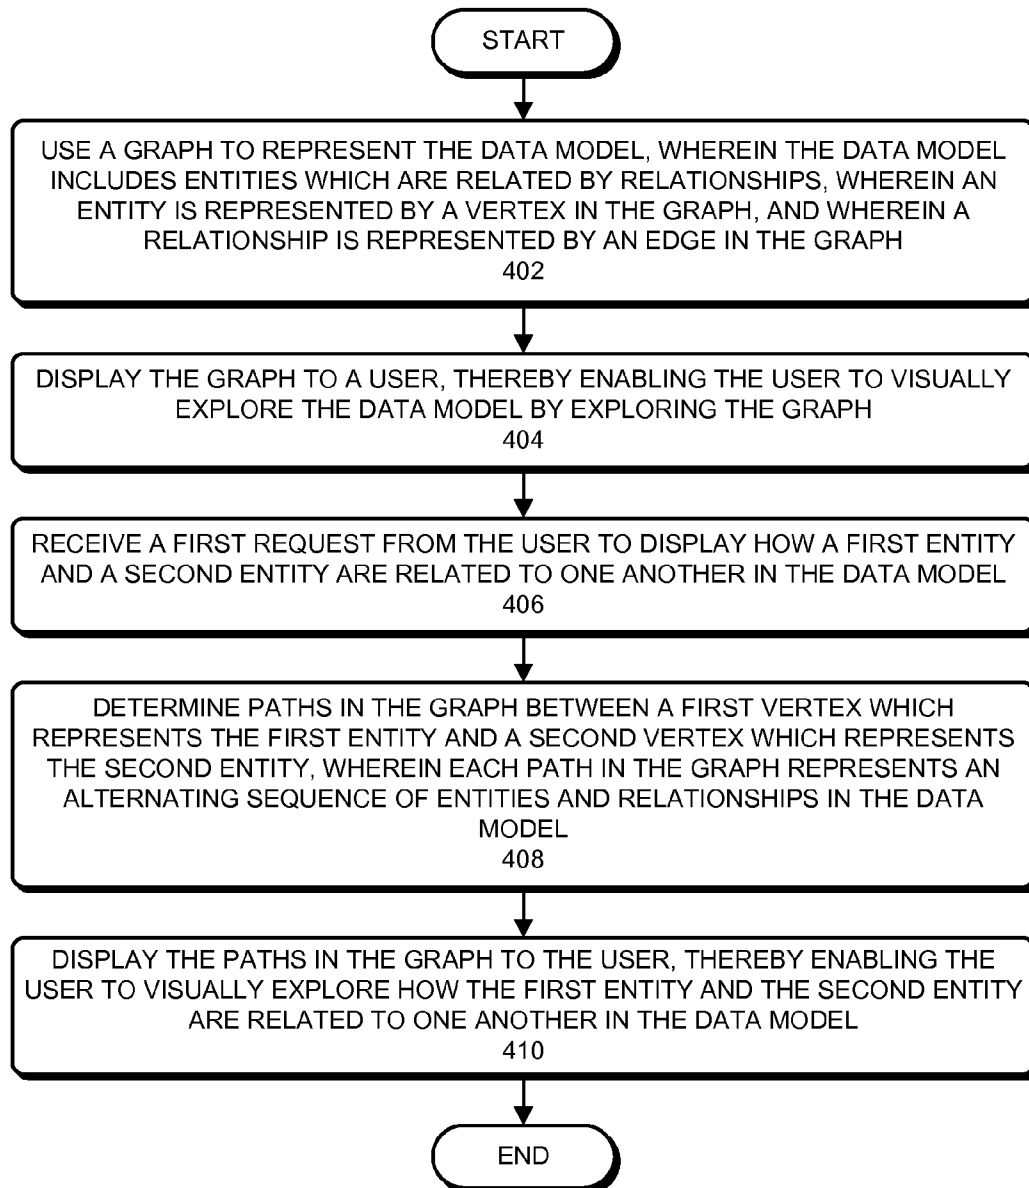 START
USE A GRAPH TO REPRESENT THE DATA MODEL, WHEREIN THE DATA MODEL
INCLUDES ENTITIES WHICH ARE RELATED BY RELATIONSHIPS, WHEREIN AN
ENTITY IS REPRESENTED BY A VERTEX IN THE GRAPH, AND WHEREIN A
RELATIONSHIP IS REPRESENTED BY AN EDGE IN THE GRAPH
402
DISPLAY THE GRAPH TO A USER, THEREBY ENABLING THE USER TO VISUALLY
EXPLORE THE DATA MODEL BY EXPLORING THE GRAPH
404
RECEIVE A FIRST REQUEST FROM THE USER TO DISPLAY HOW A FIRST ENTITY
AND A SECOND ENTITY ARE RELATED TO ONE ANOTHER IN THE DATA MODEL
406
DETERMINE PATHS IN THE GRAPH BETWEEN A FIRST VERTEX WHICH
REPRESENTS THE FIRST ENTITY AND A SECOND VERTEX WHICH REPRESENTS
THE SECOND ENTITY, WHEREIN EACH PATH IN THE GRAPH REPRESENTS AN
ALTERNATING SEQUENCE OF ENTITIES AND RELATIONSHIPS IN THE DATA
MODEL
408
DISPLAY THE PATHS IN THE GRAPH TO THE USER, THEREBY ENABLING THE
USER TO VISUALLY EXPLORE HOW THE FIRST ENTITY AND THE SECOND ENTITY
ARE RELATED TO ONE ANOTHER IN THE DATA MODEL
410
END